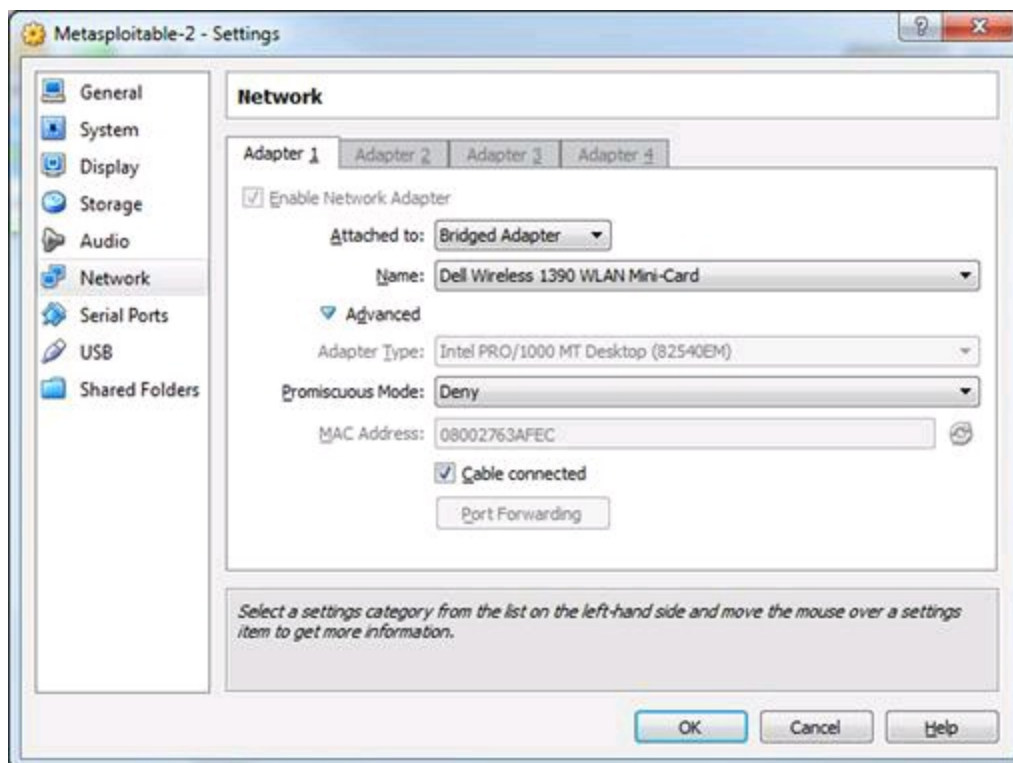 Metasploitable-2 - Settings
General
System
Display
Storage
Audio
Network
Serial Ports
USB
Shared Folders
Network
Adapter 1 Adapter 2 Adapter 3 Adapter 4
Enable Network Adapter
Attached to: Bridged Adapter
Name: Dell Wireless 1390 WLAN Mini-Card
Advanced
Adapter Type: Intel PRO/1000 MT Desktop (82540EM)
Promiscuous Mode: Deny
MAC Address: 08002763AFEC
Cable connected
Port Forwarding
Select a settings category from the list on the left-hand side and move the mouse over a settings
item to get more information.
OK Cancel Help